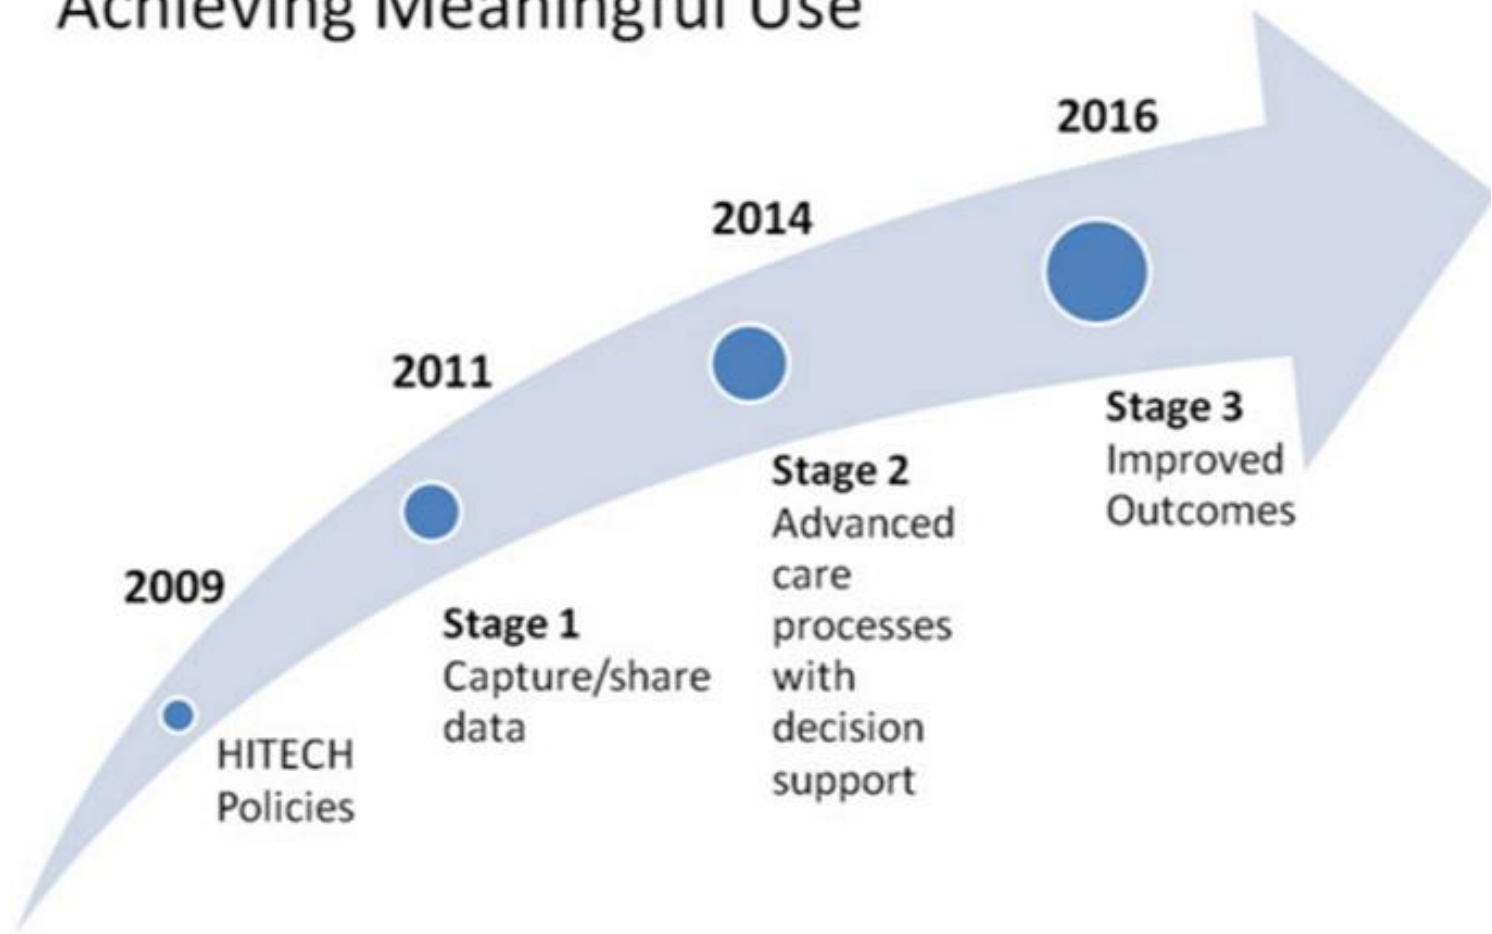 Achieving Meaningful Use
2009
HITECH
Policies
2011
Stage 1
Capture/share
data
2014
Stage 2
Advanced
care
processes
with
decision
support
2016
Stage 3
Improved
Outcomes